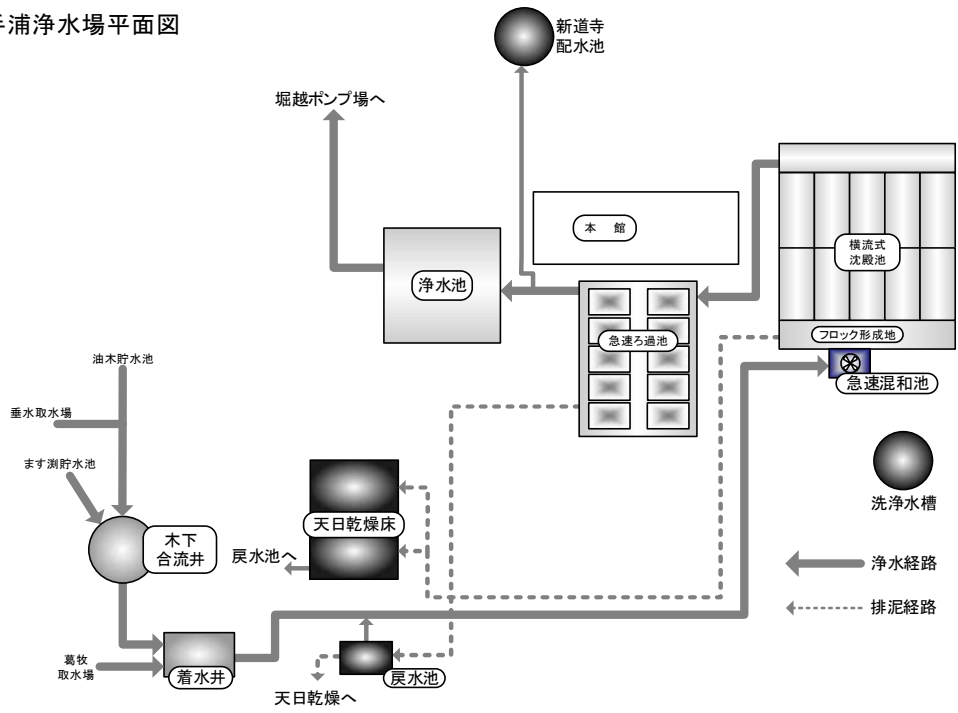 手浦浄水場平面図
新道寺
配水池
堀越ポンプ場へ
本 館
横流式
沈殿池
浄水池
急速ろ過池
フロック形成地
急速混和池
油木貯水池
垂水取水場
ます渕貯水池
洗浄水槽
天日乾燥床
木下
合流井
戻水池へ
浄水経路
排泥経路
葛牧
取水場
着水井
戻水池
天日乾燥へ